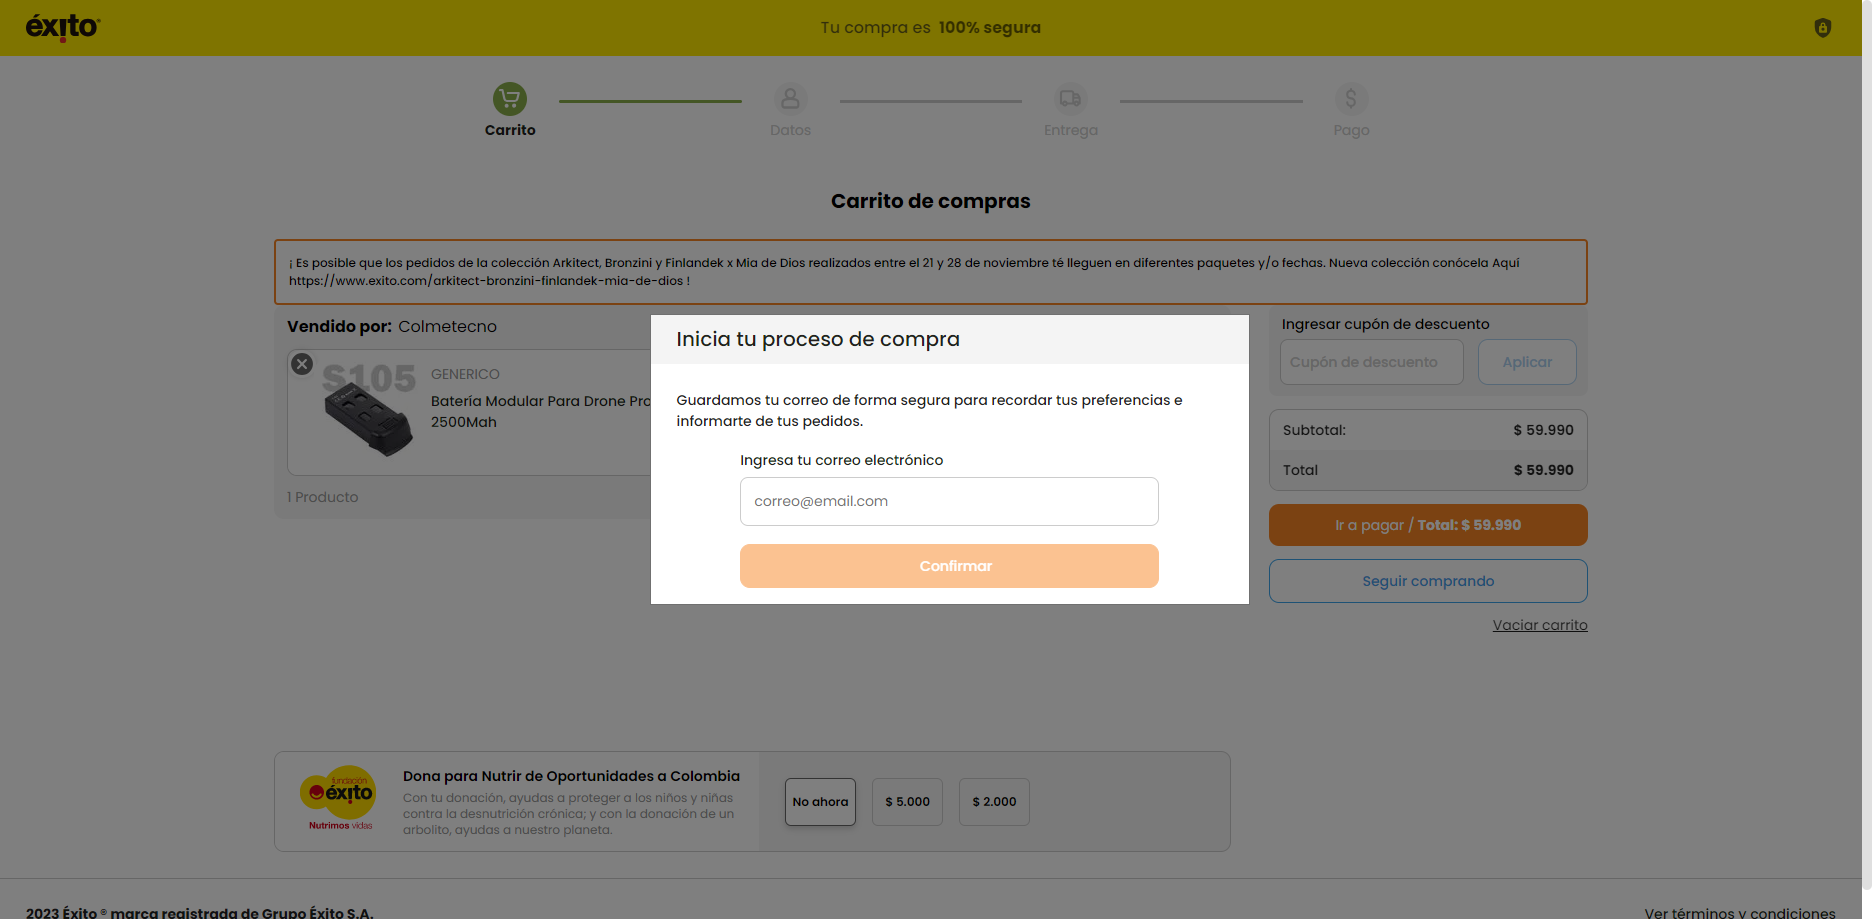 éxito
Tu compra es 100% segura
Carrito
Datos
Entrega
Pago
Carrito de compras
¡ Es posible que los pedidos de la colección Arkitect, Bronzini y Finlandek x Mia de Dios realizados entre el 21 y 28 de noviembre té lleguen en diferentes paquetes y/o fechas. Nueva colección conócela Aquí
https://www.exito.com/arkitect-bronzini-finlandek-mia-de-dios !
Vendido por: Colmetecno
S105
GENERICO
Batería Modular Para Drone Pro
2500Mah
1 Producto
Inicia tu proceso de compra
Guardamos tu correo de forma segura para recordar tus preferencias e
informarte de tus pedidos.
Ingresa tu correo electrónico
correo@email.com
Confirmar
Ingresar cupón de descuento
Cupón de descuento
Aplicar
Subtotal: $ 59.990
Total $ 59.990
Ir a pagar / Total: $ 59.990
Seguir comprando
Vaciar carrito
fundación
éxito
Nutrimos vidas
Dona para Nutrir de Oportunidades a Colombia
Con tu donación, ayudas a proteger a los niños y niñas
contra la desnutrición crónica; y con la donación de un
arbolito, ayudas a nuestro planeta.
No ahora
$ 5.000
$ 2.000
2023 Éxito ® marca registrada de Grupo Éxito S.A.
Ver términos y condiciones